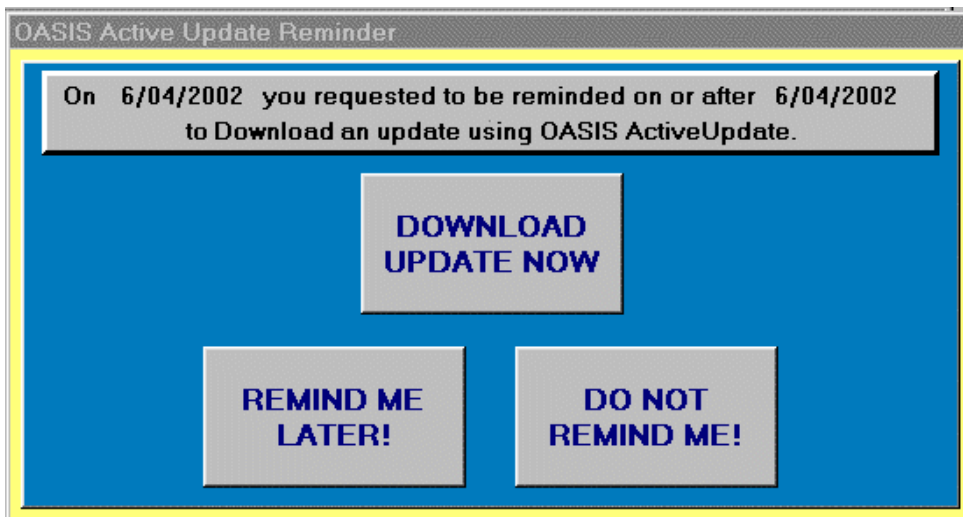 OASIS Active Update Reminder
On 6/04/2002 you requested to be reminded on or after 6/04/2002
to Download an update using OASIS ActiveUpdate.
DOWNLOAD
UPDATE NOW
REMIND ME
LATER!
DO NOT
REMIND ME!